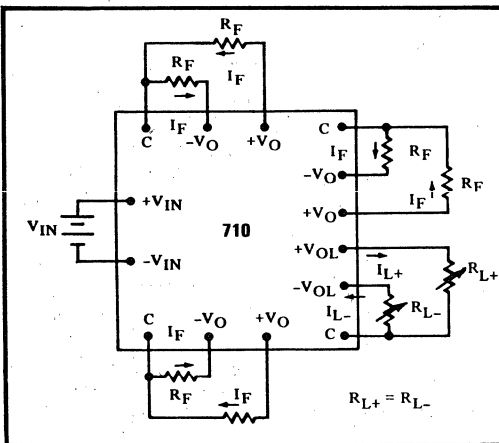 R_F
R_F
I_F
I_F
C
-V_O
+V_O
C
I_F
R_F
R_F
-V_O
+V_IN
I_F
+V_O
V_IN
710
+V_OL
I_L+
R_L+
-V_IN
-V_OL
I_L-
R_L-
C
I_F
-V_O
+V_O
C
R_F
I_F
R_F
R_L+ = R_L-